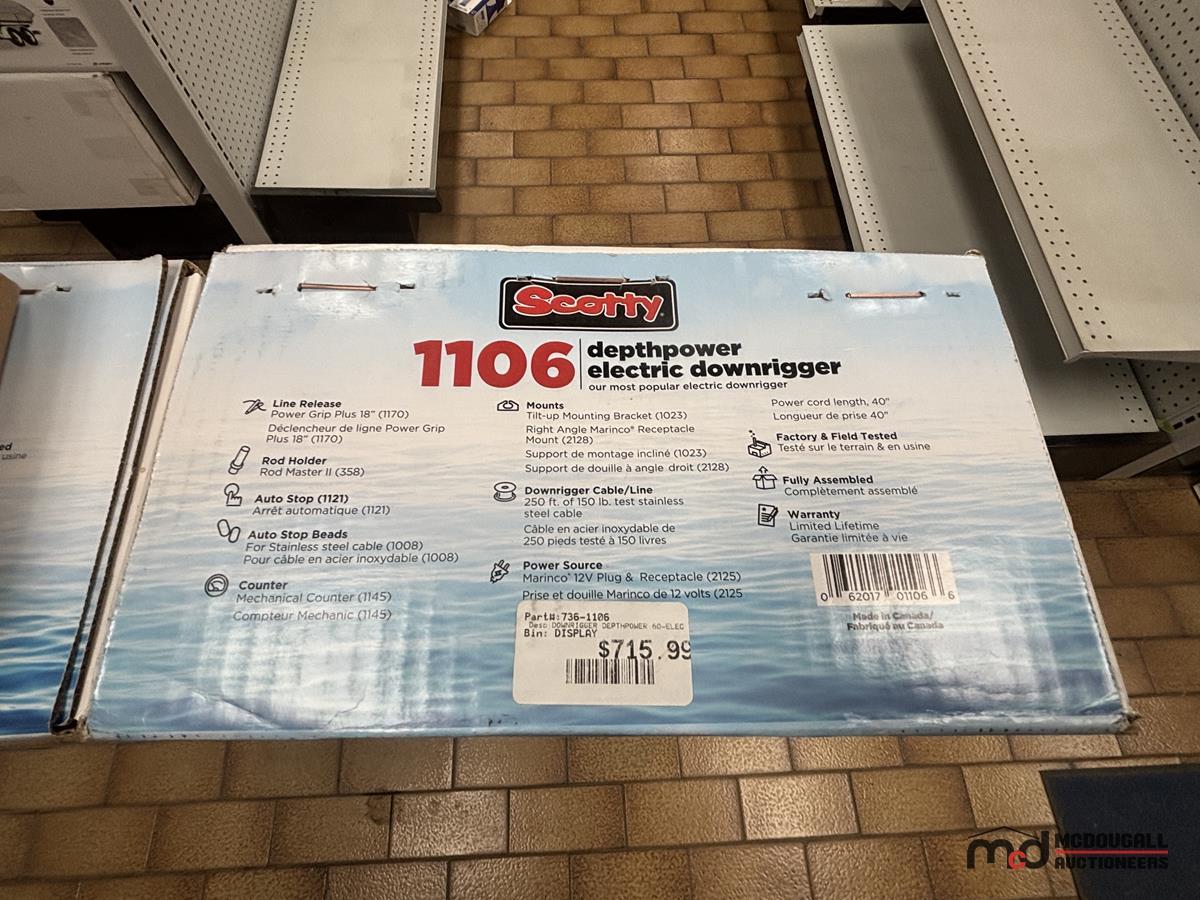 Scotty
1106
depthpower
electric downrigger
our most popular electric downrigger
Line Release
Power Grip Plus 18" (1170)
Déclencheur de ligne Power Grip
Plus 18" (1170)
Rod Holder
Rod Master II (358)
Auto Stop (1121)
Arrêt automatique (1121)
Auto Stop Beads
For Stainless steel cable (1008)
Pour câble en acier inoxydable (1008)
Counter
Mechanical Counter (1145)
Compteur Mechanic (1145)
Mounts
Tilt-up Mounting Bracket (1023)
Right Angle Marinco® Receptacle
Mount (2128)
Support de montage incliné (1023)
Support de douille à angle droit (2128)
Downrigger Cable/Line
250 ft. of 150 lb. test stainless
steel cable
Câble en acier inoxydable de
250 pieds testé à 150 livres
Power Source
Marinco® 12V Plug & Receptacle (2125)
Prise et douille Marinco de 12 volts (2125
Power cord length, 40"
Longueur de prise 40"
Factory & Field Tested
Testé sur le terrain & en usine
Fully Assembled
Complètement assemblé
Warranty
Limited Lifetime
Garantie limitée à vie
0 62017 01106 6
Made in Canada/
Fabriqué au Canada
Part#:736-1106
Desc:DOWNRIGGER DEPTHPOWER 60-ELEC
Bin: DISPLAY
$715.99
ed
usine
mcd
MCDOUGALL
AUCTIONEERS